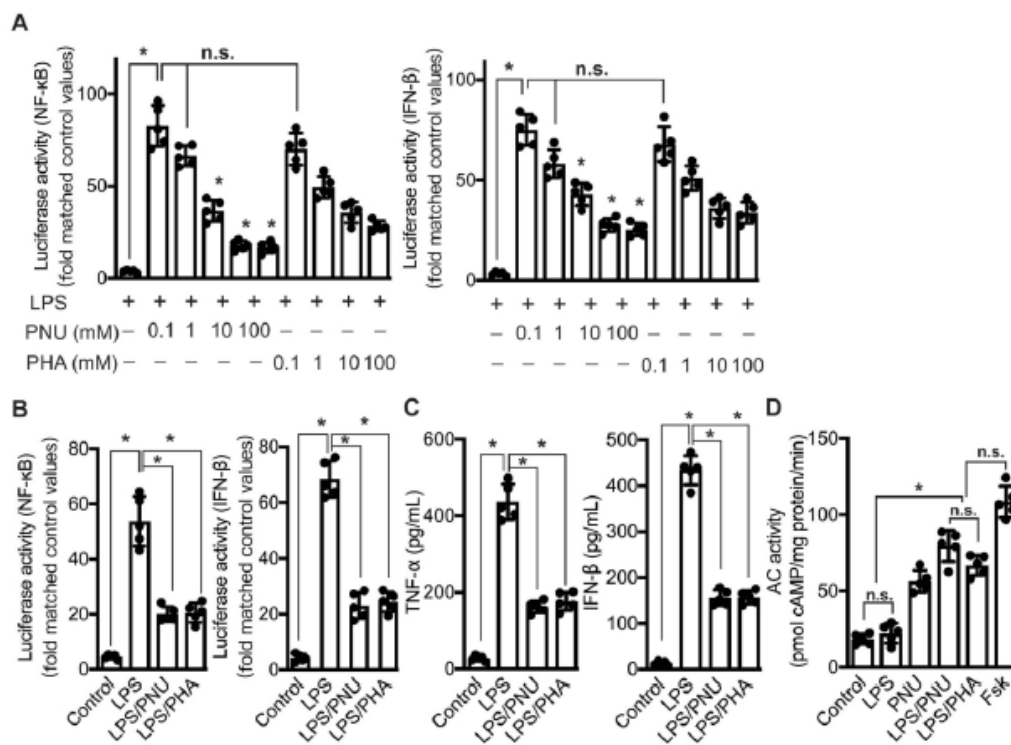 A
Luciferase activity (NF-κB)
(fold matched control values)
100
50
0
*
n.s.
*
*
*
Luciferase activity (IFN-β)
(fold matched control values)
100
50
0
*
n.s.
*
*
*
LPS + + + + + + + + + + + + + + + + + +
PNU (mM) – 0.1 1 10 100 – – – – – 0.1 1 10 100 – – – –
PHA (mM) – – – – – 0.1 1 10 100 – – – – – 0.1 1 10 100
B
Luciferase activity (NF-κB)
(fold matched control values)
80
60
40
20
0
* *
*
Control
LPS
LPS/PNU
LPS/PHA
Luciferase activity (IFN-β)
(fold matched control values)
80
60
40
20
0
* *
*
Control
LPS
LPS/PNU
LPS/PHA
C
TNF-α (pg/mL)
600
400
200
0
* *
*
Control
LPS
LPS/PNU
LPS/PHA
IFN-β (pg/mL)
500
400
300
200
100
0
* *
*
Control
LPS
LPS/PNU
LPS/PHA
D
AC activity
(pmol cAMP/mg protein/min)
150
100
50
0
n.s.
*
n.s.
n.s.
Control
LPS
PNU
LPS/PNU
LPS/PHA
Fsk